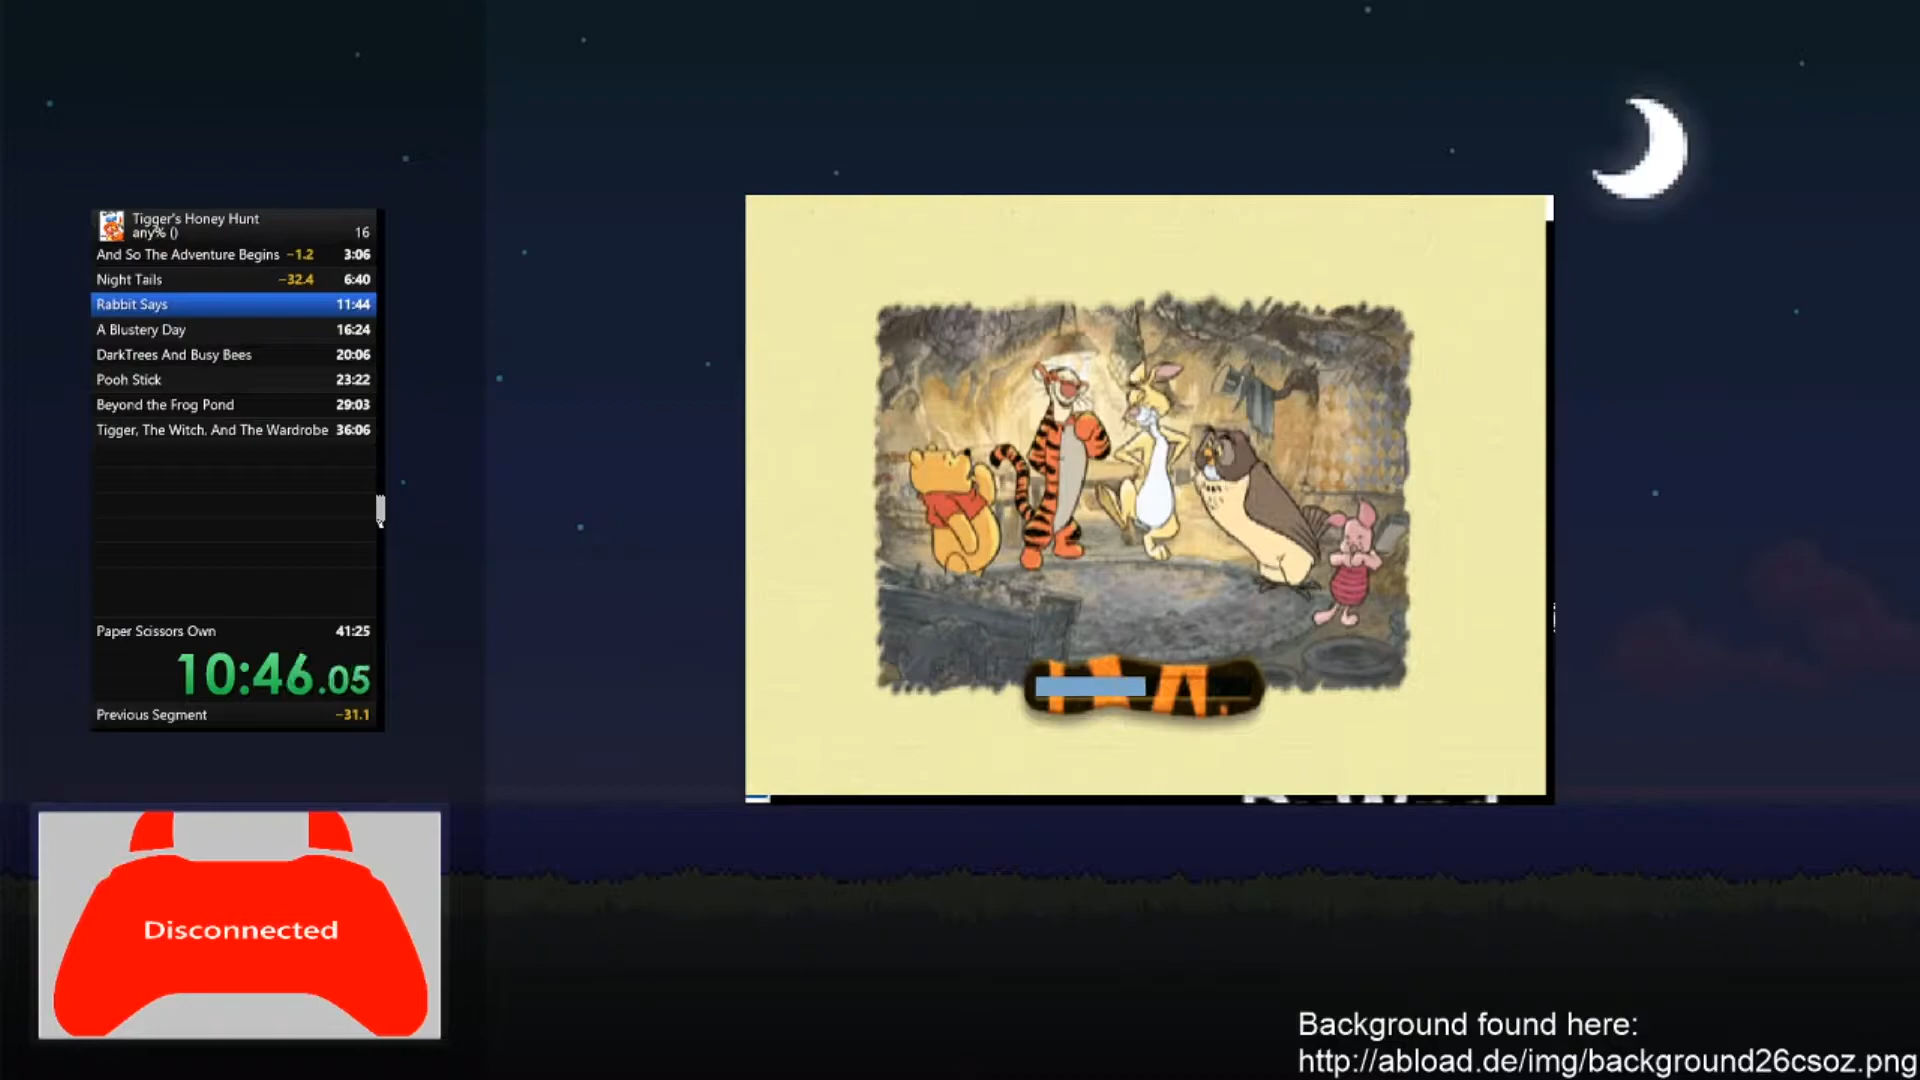 Tigger's Honey Hunt
any% () 16
And So The Adventure Begins -1.2 3:06
Night Tails -32.4 6:40
Rabbit Says 11:44
A Blustery Day 16:24
DarkTrees And Busy Bees 20:06
Pooh Stick 23:22
Beyond the Frog Pond 29:03
Tigger, The Witch, And The Wardrobe 36:06
Paper Scissors Own 41:25
10:46.05
Previous Segment -31.1
Disconnected
Background found here:
http://abload.de/img/background26csoz.png